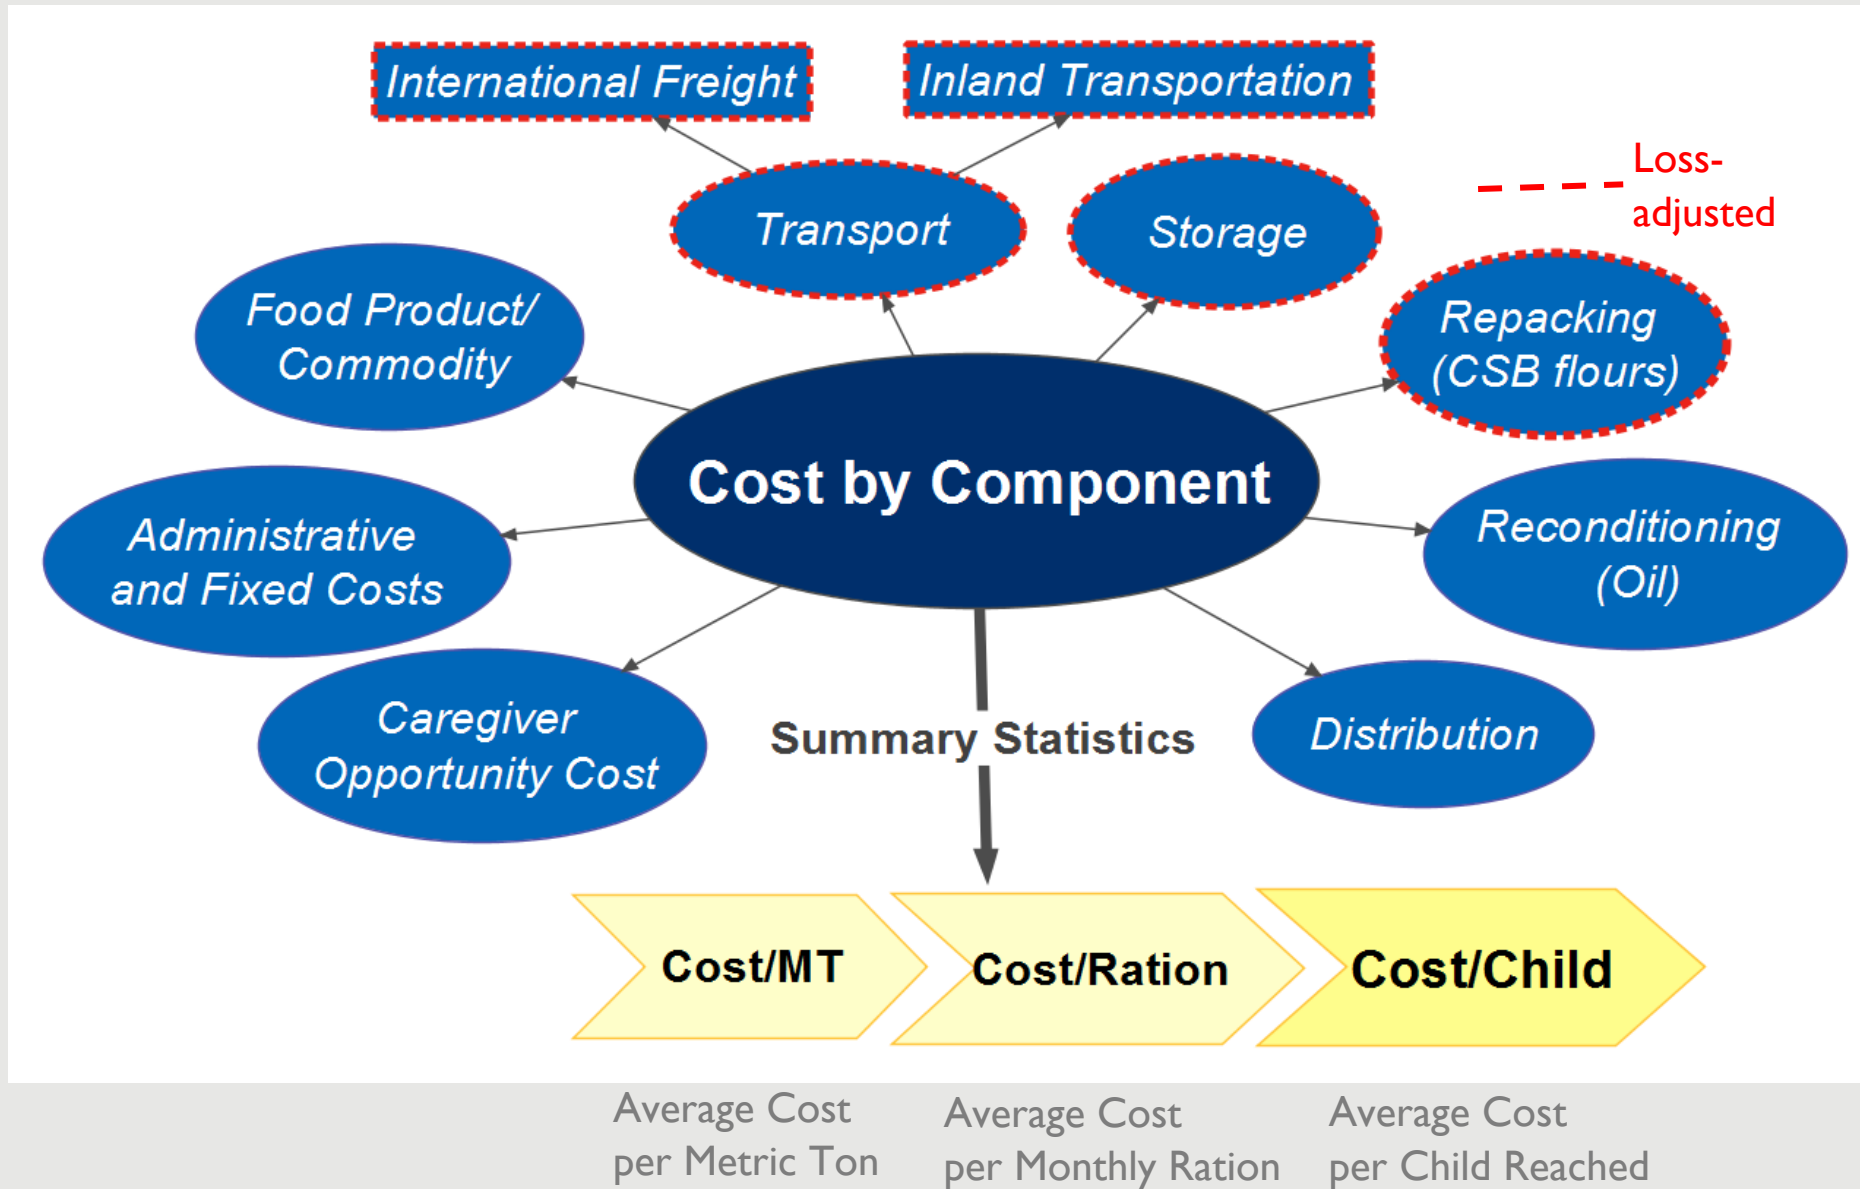 International Freight
Inland Transportation
Loss-
adjusted
Transport
Storage
Food Product/
Commodity
Repacking
(CSB flours)
Cost by Component
Administrative
and Fixed Costs
Reconditioning
(Oil)
Caregiver
Opportunity Cost
Summary Statistics
Distribution
Cost/MT
Cost/Ration
Cost/Child
Average Cost
per Metric Ton
Average Cost
per Monthly Ration
Average Cost
per Child Reached